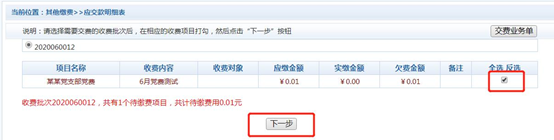 当前位置：其他缴费>>应交款明细表
说明：请选择需要交费的收费批次后，在相应的收费项目打勾，然后点击"下一步"按钮 交费业务单
2020060012
项目名称 收费内容 收费对象 应缴金额 实缴金额 欠费金额 备注 全选 反选
某某党支部党费 6月党费测试 ￥0.01 ￥0.00 ￥0.01
收费批次2020060012，共有1个待缴费项目，共计待缴费用0.01元
下一步